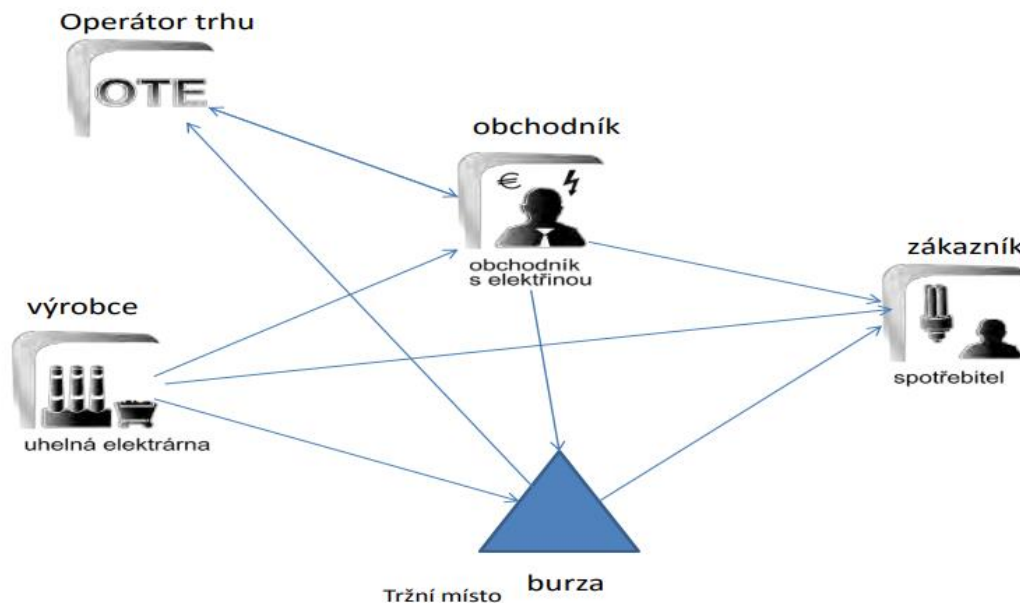 Operátor trhu
OTE
obchodník
€
obchodník
s elektřinou
zákazník
spotřebitel
výrobce
uhelná elektrárna
burza
Tržní místo